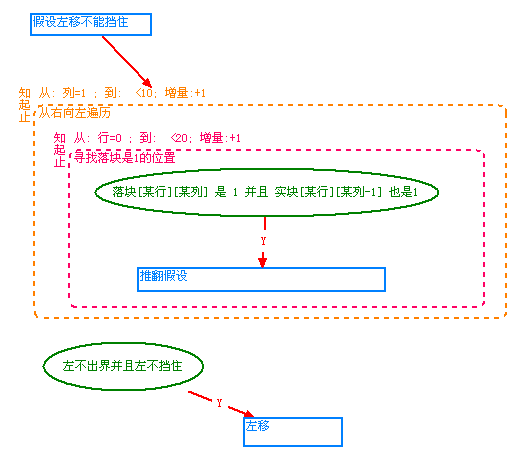 假设左移不能挡住
知起止
从: 列=1 ; 到: <10; 增量:+1
从右向左遍历
知起止
从: 行=0 ; 到: <20; 增量:+1
寻找落块是1的位置
落块[某行][某列] 是 1 并且 实块[某行][某列-1] 也是1
Y
推翻假设
左不出界并且左不挡住
Y
左移